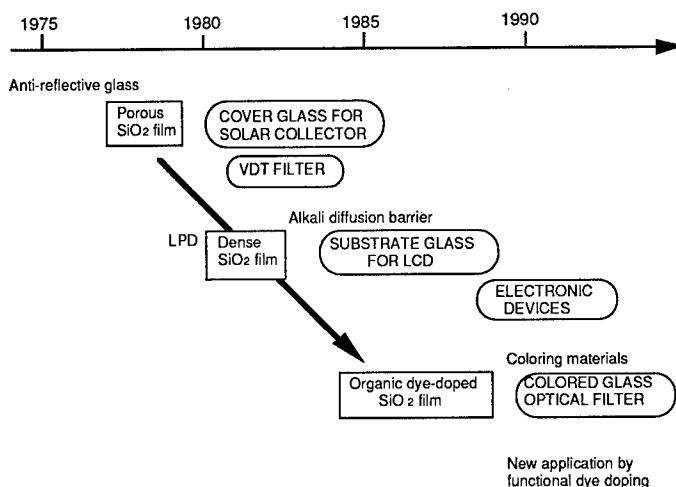 1975 1980 1985 1990
Anti-reflective glass
Porous
SiO2 film
COVER GLASS FOR
SOLAR COLLECTOR
VDT FILTER
LPD
Dense
SiO2 film
Alkali diffusion barrier
SUBSTRATE GLASS
FOR LCD
ELECTRONIC
DEVICES
Organic dye-doped
SiO2 film
Coloring materials
COLORED GLASS
OPTICAL FILTER
New application by
functional dye doping